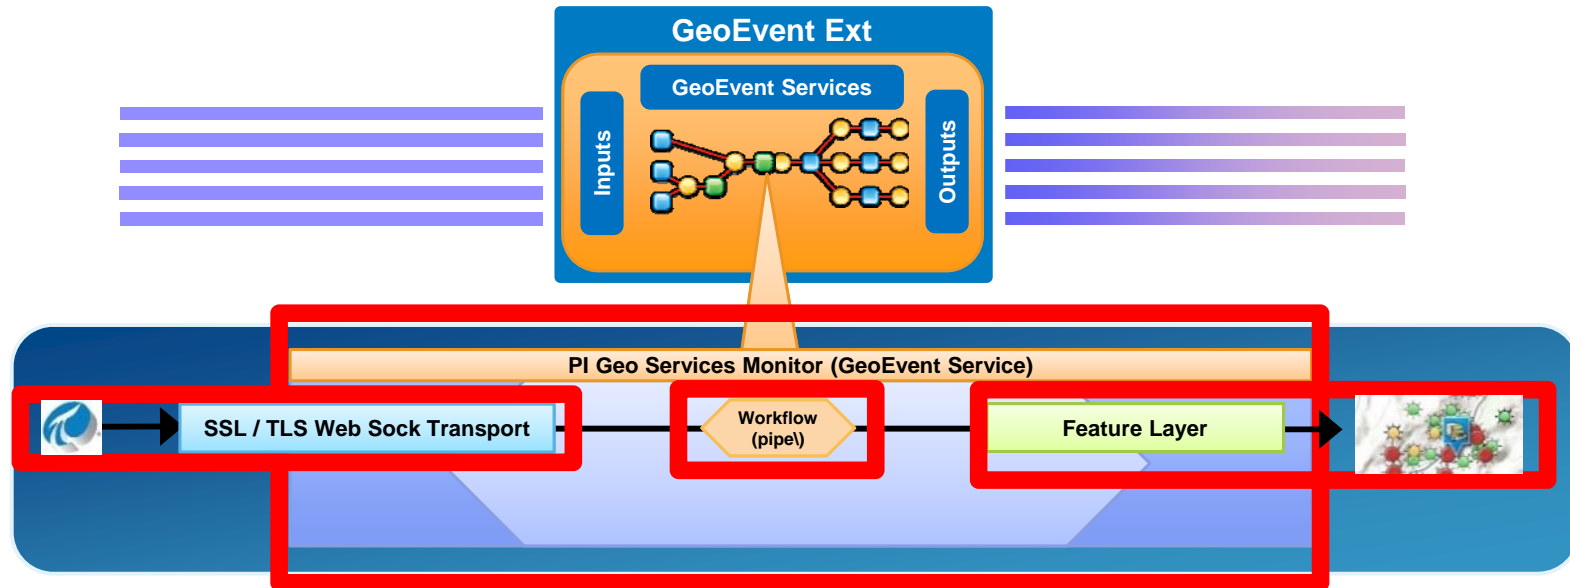 GeoEvent Ext
GeoEvent Services
Inputs
Outputs
PI Geo Services Monitor (GeoEvent Service)
SSL / TLS Web Sock Transport
Workflow
(pipe\)
Feature Layer